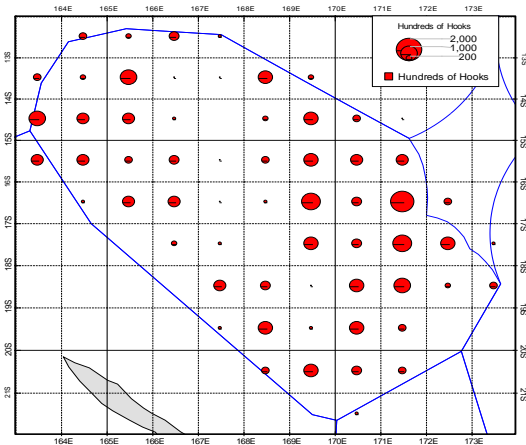 164E 165E 166E 167E 168E 169E 170E 171E 172E 173E
Hundreds of Hooks
2,000
1,000
200
Hundreds of Hooks
13S 13S
14S 14S
15S 15S
16S 16S
17S 17S
18S 18S
19S 19S
20S 20S
21S 21S
164E 165E 166E 167E 168E 169E 170E 171E 172E 173E